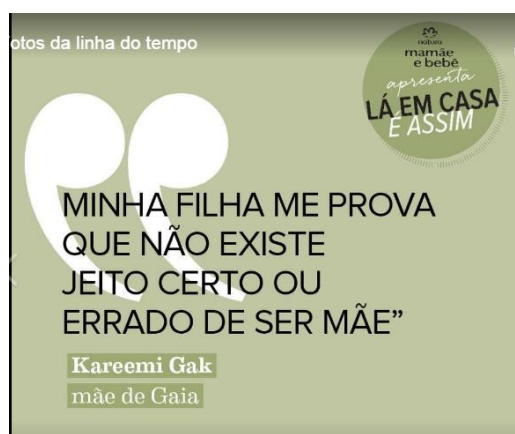 otos da linha do tempo
natura
mamãe
e bebê
apresenta
LÁ EM CASA
É ASSIM
MINHA FILHA ME PROVA
QUE NÃO EXISTE
JEITO CERTO OU
ERRADO DE SER MÃE”
Kareemi Gak
mãe de Gaia